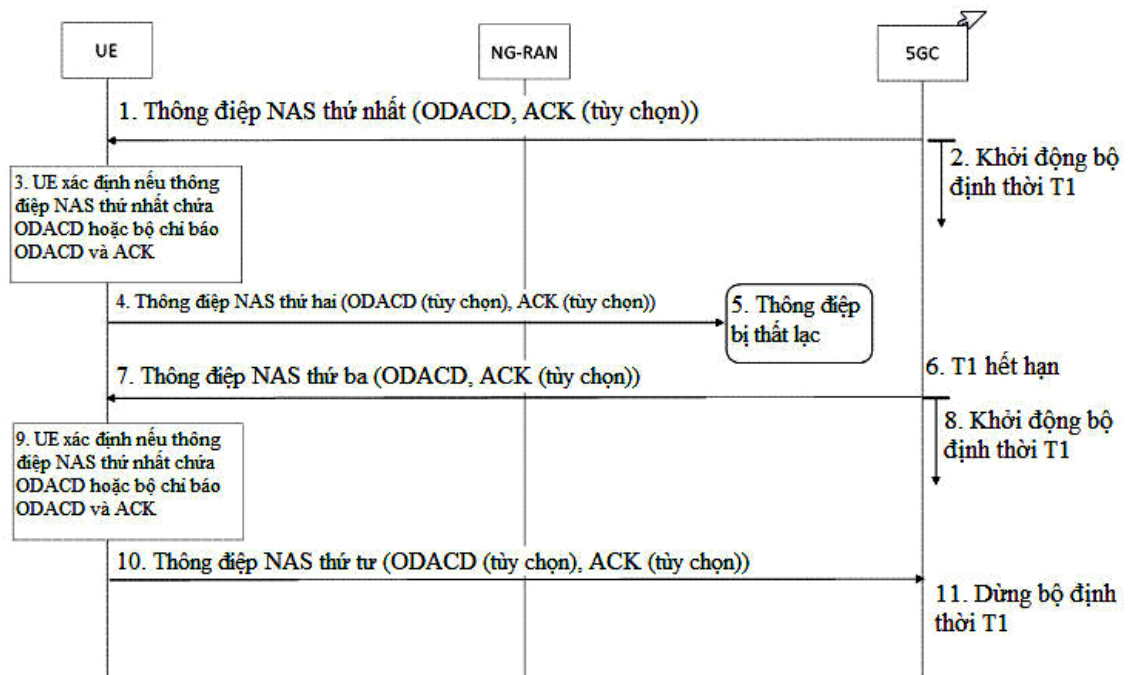 UE
NG-RAN
5GC
1. Thông điệp NAS thứ nhất (ODACD, ACK (tùy chọn))
2. Khởi động bộ
định thời T1
3. UE xác định nếu thông
điệp NAS thứ nhất chứa
ODACD hoặc bộ chỉ báo
ODACD và ACK
4. Thông điệp NAS thứ hai (ODACD (tùy chọn), ACK (tùy chọn))
5. Thông điệp
bị thất lạc
6. T1 hết hạn
7. Thông điệp NAS thứ ba (ODACD, ACK (tùy chọn))
8. Khởi động bộ
định thời T1
9. UE xác định nếu thông
điệp NAS thứ nhất chứa
ODACD hoặc bộ chỉ báo
ODACD và ACK
10. Thông điệp NAS thứ tư (ODACD (tùy chọn), ACK (tùy chọn))
11. Dừng bộ định
thời T1